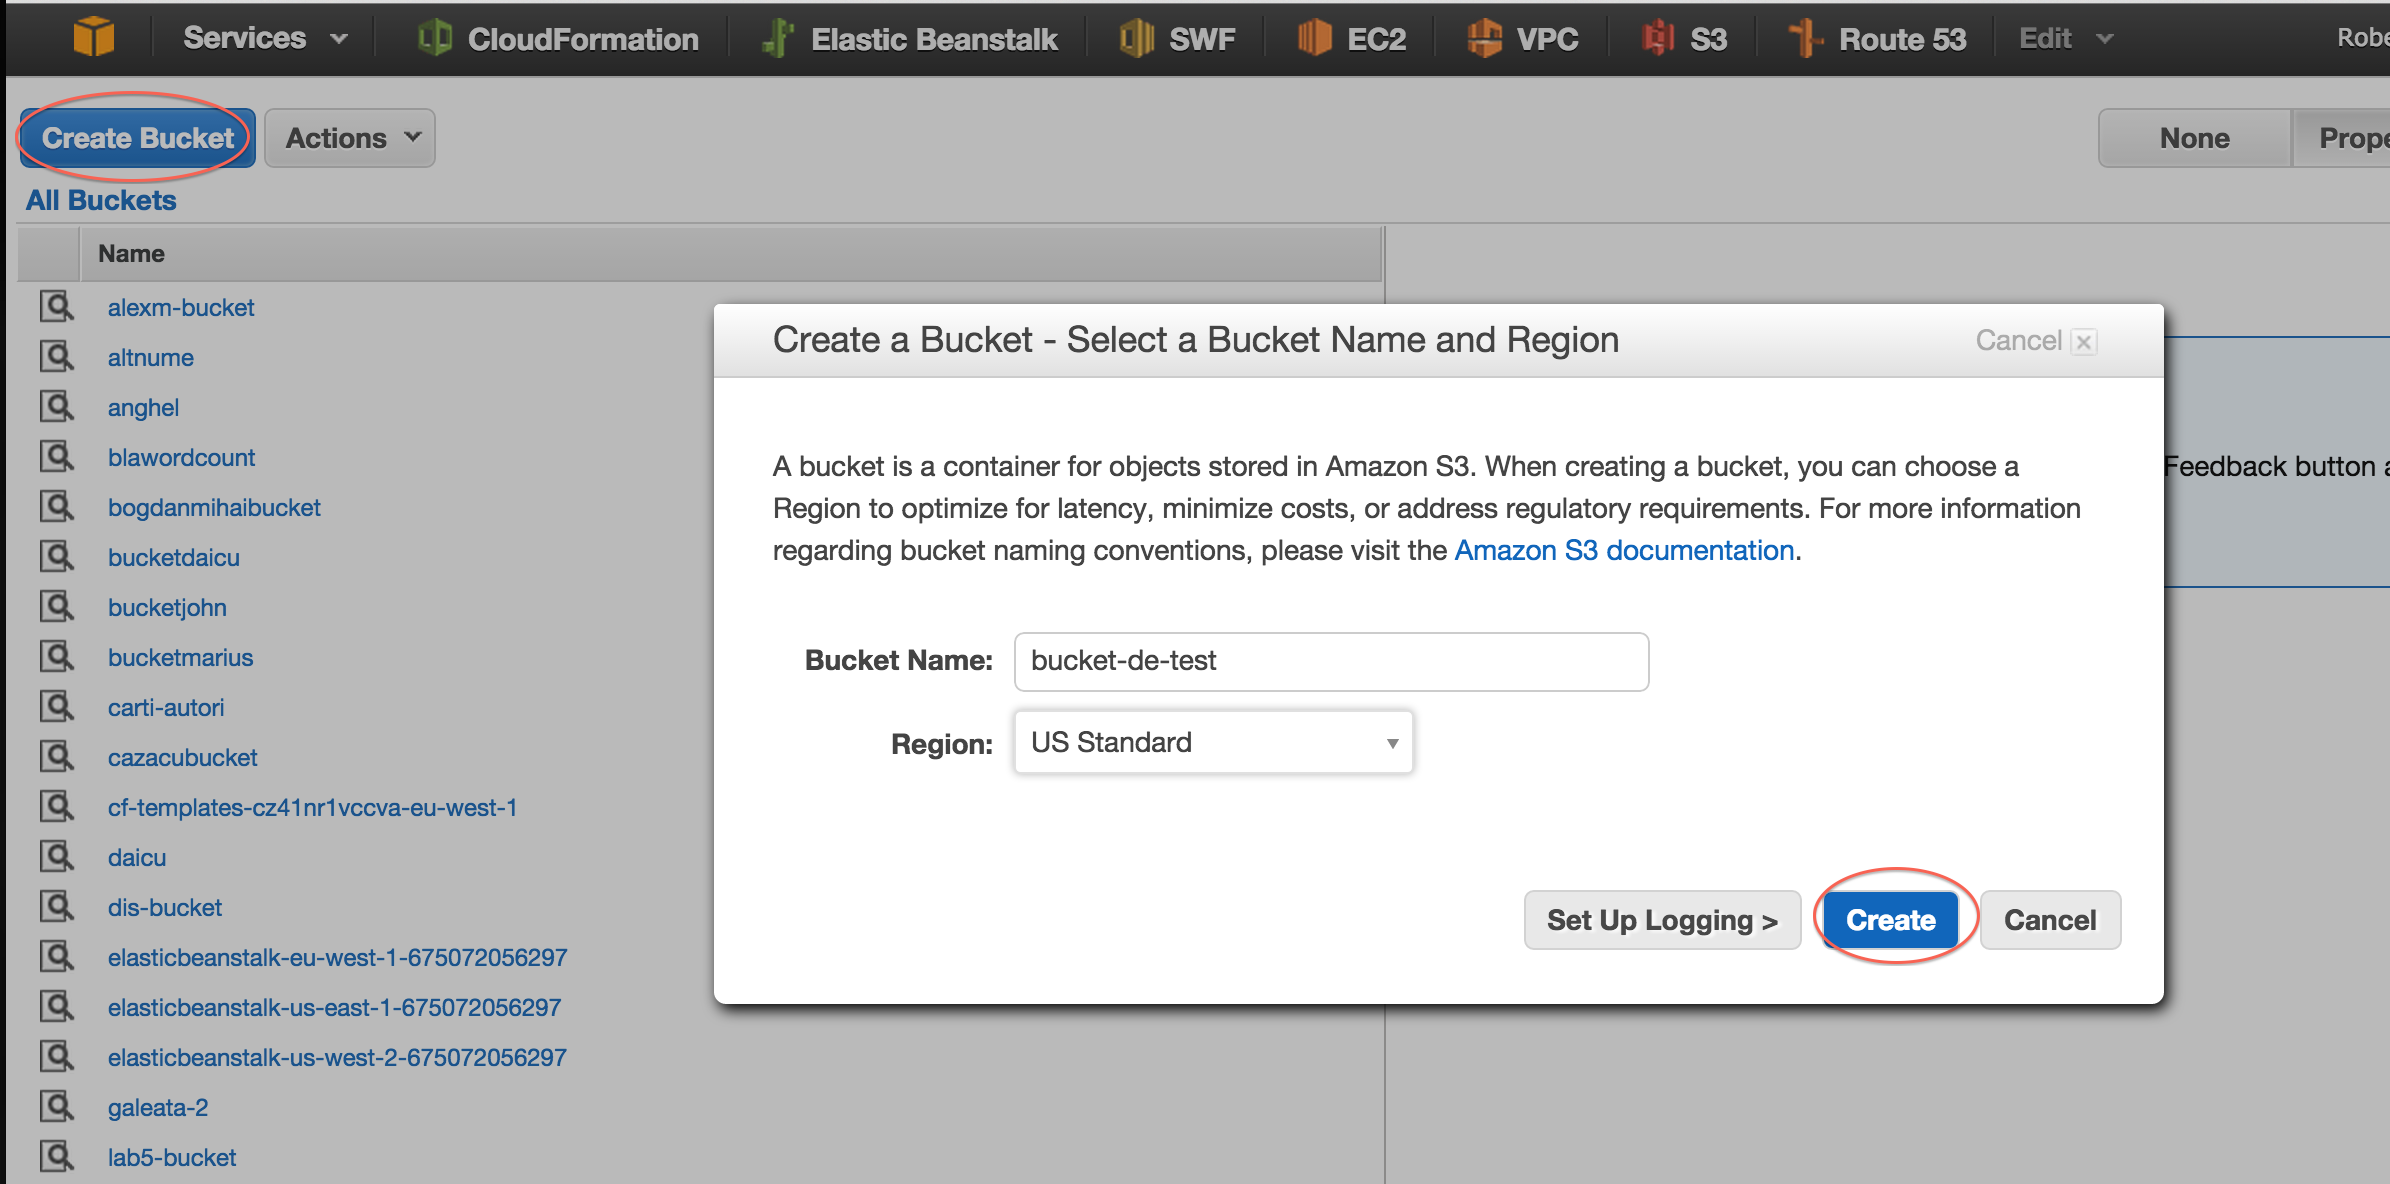 Services CloudFormation Elastic Beanstalk SWF EC2 VPC S3 Route 53 Edit Robe
Create Bucket Actions None Prope
All Buckets
Name
alexm-bucket
altnume
anghel
blawordcount
bogdanmihaibucket
bucketdaicu
bucketjohn
bucketmarius
carti-autori
cazacubucket
cf-templates-cz41nr1vccva-eu-west-1
daicu
dis-bucket
elasticbeanstalk-eu-west-1-675072056297
elasticbeanstalk-us-east-1-675072056297
elasticbeanstalk-us-west-2-675072056297
galeata-2
lab5-bucket
Create a Bucket - Select a Bucket Name and Region Cancel
A bucket is a container for objects stored in Amazon S3. When creating a bucket, you can choose a
Region to optimize for latency, minimize costs, or address regulatory requirements. For more information
regarding bucket naming conventions, please visit the Amazon S3 documentation.
Bucket Name: bucket-de-test
Region: US Standard
Set Up Logging > Create Cancel
Feedback button a